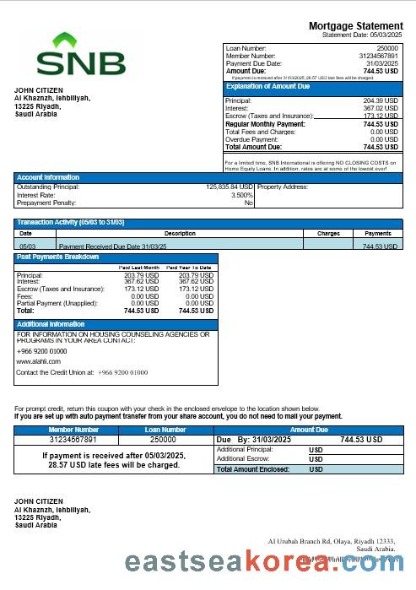 SNB
Mortgage Statement
Statement Date: 05/03/2025
JOHN CITIZEN
Al Khaznzh, Ishbiliyah,
13225 Riyadh,
Saudi Arabia
Loan Number: 250000
Member Number: 31234567891
Payment Due Date: 31/03/2025
Amount Due: 744.53 USD
If payment is received after 31/03/2025, 28.57 USD late fees will be charged.
Explanation of Amount Due
Principal: 204.39 USD
Interest: 367.02 USD
Escrow (Taxes and Insurance): 173.12 USD
Regular Monthly Payment: 744.53 USD
Total Fees and Charges: 0.00 USD
Overdue Payment: 0.00 USD
Total Amount Due: 744.53 USD
For a limited time, SNB International is offering NO CLOSING COSTS on
Home Equity Loans. In addition, rates are at some of the lowest ever!
Account Information
Outstanding Principal: 125,835.84 USD Property Address:
Interest Rate: 3.500%
Prepayment Penalty: No
Transaction Activity (05/03 to 31/03)
Date Decoription Charges Payments
05/03 Payment Received Due Date 31/03/25 744.53 USD
Past Payments Breakdown
Paid Last Month Paid Year To Date
Principal: 203.79 USD 203.79 USD
Interest: 367.62 USD 367.62 USD
Escrow (Taxes and Insurance): 173.12 USD 173.12 USD
Fees: 0.00 USD 0.00 USD
Partial Payment (Unapplied): 0.00 USD 0.00 USD
Total: 744.53 USD 744.53 USD
Additional Information
FOR INFORMATION ON HOUSING COUNSELING AGENCIES OR
PROGRAMS IN YOUR AREA CONTACT:
+966 9200 01000
www.alahli.com
Contact the Credit Union at: +966 9200 01000
For prompt credit, return this coupon with your check in the enclosed envelope to the location shown below.
If you are set up with auto payment transfer from your share account, you do not need to mail your payment.
Member Number Loan Number Amount Due
31234567891 250000 Due By: 31/03/2025 744.53 USD
If payment is received after 05/03/2025,
28.57 USD late fees will be charged.
Additional Principal: USD
Additional Escrow: USD
Total Amount Enclosed: USD
JOHN CITIZEN
Al Khaznzh, Ishbiliyah,
13225 Riyadh,
Saudi Arabia
Al Urubah Branch Rd, Olaya, Riyadh 12333,
Saudi Arabia.
eastseakorea.com